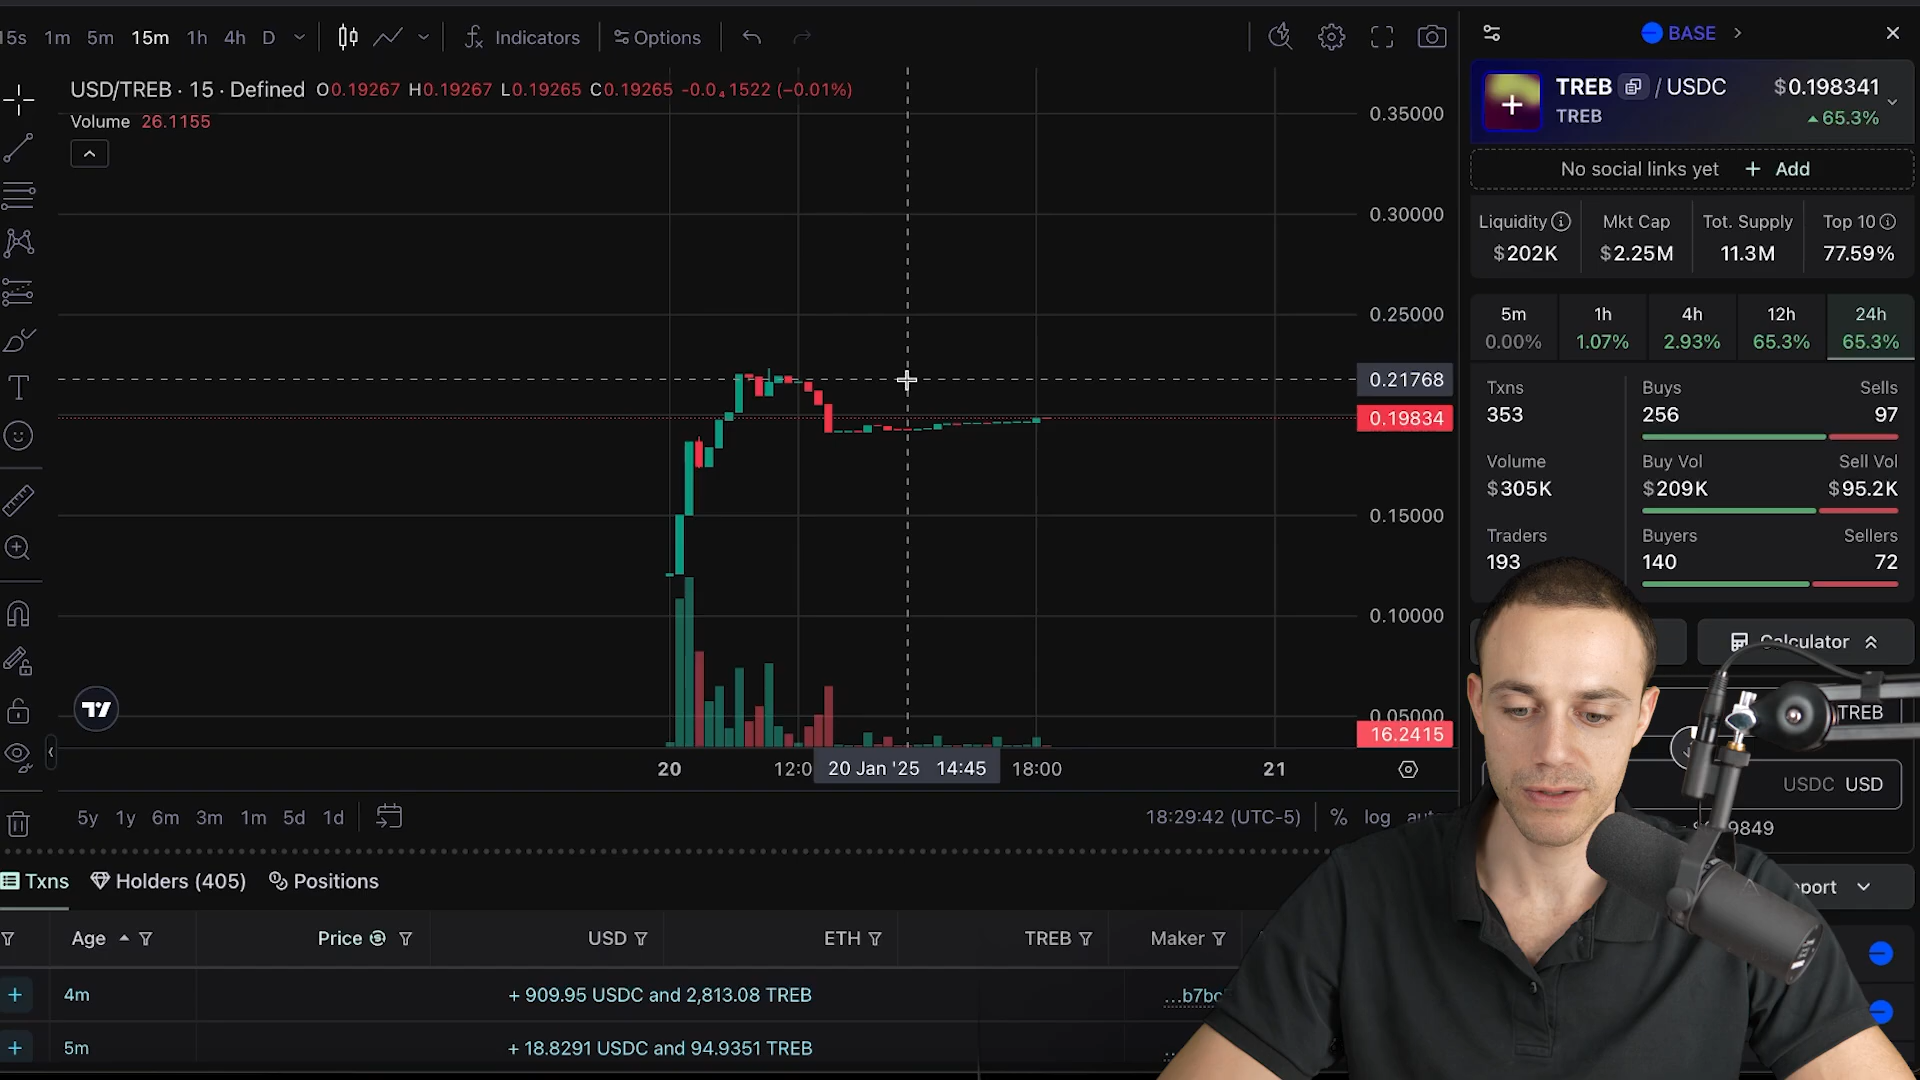 15s 1m 5m 15m 1h 4h D Indicators Options
USD/TREB · 15 · Defined O0.19267 H0.19267 L0.19265 C0.19265 -0.0₄1522 (−0.01%)
Volume 26.1155
0.35000
0.30000
0.25000
0.21768
0.19834
0.15000
0.10000
0.05000
16.2415
20 12:0 20 Jan '25 14:45 18:00 21
5y 1y 6m 3m 1m 5d 1d
18:29:42 (UTC-5) % log
Txns Holders (405) Positions
Age Price USD ETH TREB Maker
4m + 909.95 USDC and 2,813.08 TREB
5m + 18.8291 USDC and 94.9351 TREB
BASE
TREB / USDC $0.198341
TREB 65.3%
No social links yet + Add
Liquidity Mkt Cap Tot. Supply Top 10
$202K $2.25M 11.3M 77.59%
5m 1h 4h 12h 24h
0.00% 1.07% 2.93% 65.3% 65.3%
Txns Buys Sells
353 256 97
Volume Buy Vol Sell Vol
$305K $209K $95.2K
Traders Buyers Sellers
193 140 72
Calculator
TREB
USDC USD